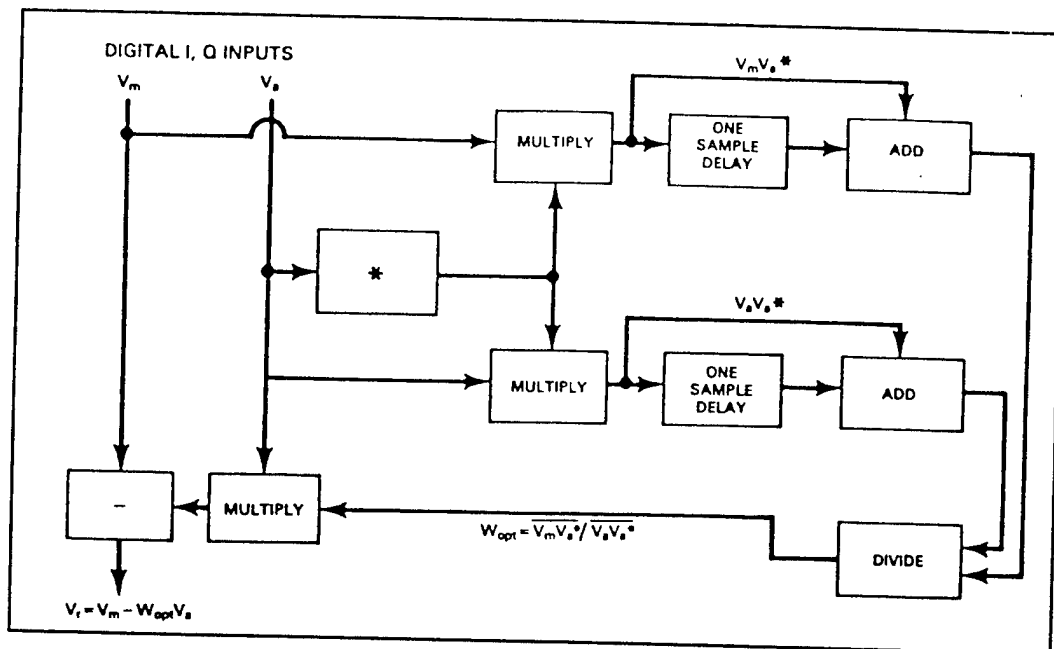 DIGITAL I, Q INPUTS
Vm
Va
VmVa*
MULTIPLY
ONE
SAMPLE
DELAY
ADD
*
VaVa*
MULTIPLY
ONE
SAMPLE
DELAY
ADD
–
MULTIPLY
Wopt = VmVa* / VaVa*
DIVIDE
Vr = Vm – WoptVa